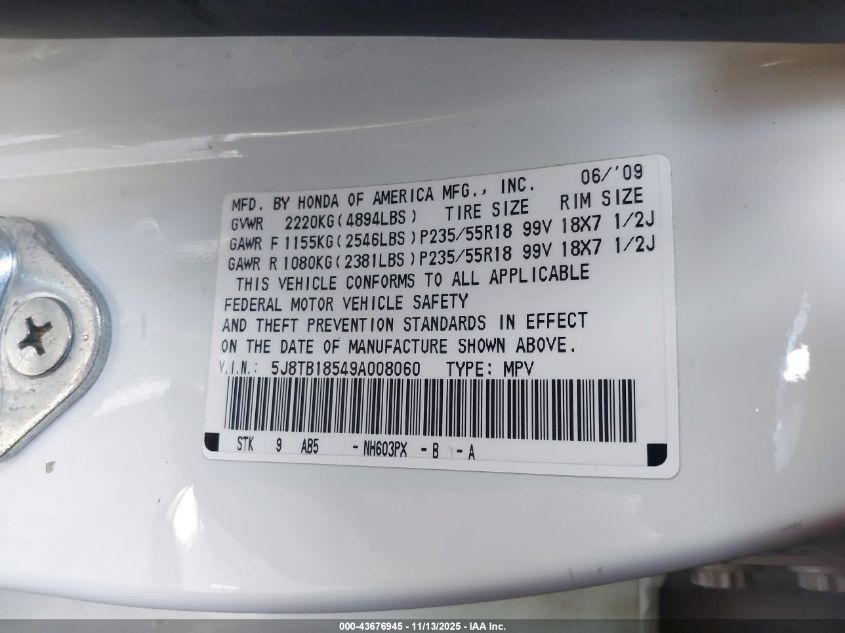 MFD. BY HONDA OF AMERICA MFG., INC. 06/'09
GVWR 2220KG(4894LBS) TIRE SIZE RIM SIZE
GAWR F 1155KG(2546LBS) P235/55R18 99V 18X7 1/2J
GAWR R 1080KG(2381LBS) P235/55R18 99V 18X7 1/2J
THIS VEHICLE CONFORMS TO ALL APPLICABLE
FEDERAL MOTOR VEHICLE SAFETY
AND THEFT PREVENTION STANDARDS IN EFFECT
ON THE DATE OF MANUFACTURE SHOWN ABOVE.
V.I.N.: 5J8TB18549A008060 TYPE: MPV
STK 9 AB5 -NH603PX -B -A
000-43676945 - 11/13/2025 - IAA Inc.